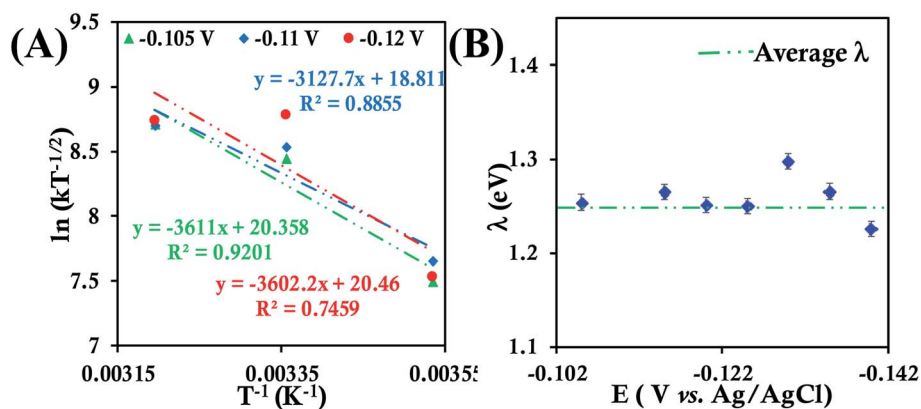 (A)
-0.105 V -0.11 V -0.12 V
9.5
9
8.5
8
7.5
7
ln (kT^-1/2)
y = -3127.7x + 18.811
R² = 0.8855
y = -3611x + 20.358
R² = 0.9201
y = -3602.2x + 20.46
R² = 0.7459
0.00315 0.00335 0.00355
T^-1 (K^-1)
(B)
Average λ
1.4
1.3
1.2
1.1
λ (eV)
-0.102 -0.122 -0.142
E ( V vs. Ag/AgCl)